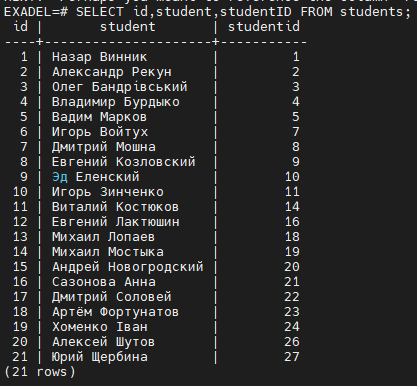 EXADEL=# SELECT id,student,studentID FROM students;
 id |       student       | studentid
----+---------------------+-----------
  1 | Назар Винник        |         1
  2 | Александр Рекун     |         2
  3 | Олег Бандрівський   |         3
  4 | Владимир Бурдыко    |         4
  5 | Вадим Марков        |         5
  6 | Игорь Войтух        |         7
  7 | Дмитрий Мошна       |         8
  8 | Евгений Козловский  |         9
  9 | Эд Еленский         |        10
 10 | Игорь Зинченко      |        11
 11 | Виталий Костюков    |        14
 12 | Евгений Лактюшин    |        16
 13 | Михаил Лопаев       |        18
 14 | Михаил Мостыка      |        19
 15 | Андрей Новогродский |        20
 16 | Сазонова Анна       |        21
 17 | Дмитрий Соловей     |        22
 18 | Артём Фортунатов    |        23
 19 | Хоменко Іван        |        24
 20 | Алексей Шутов       |        26
 21 | Юрий Щербина        |        27
(21 rows)